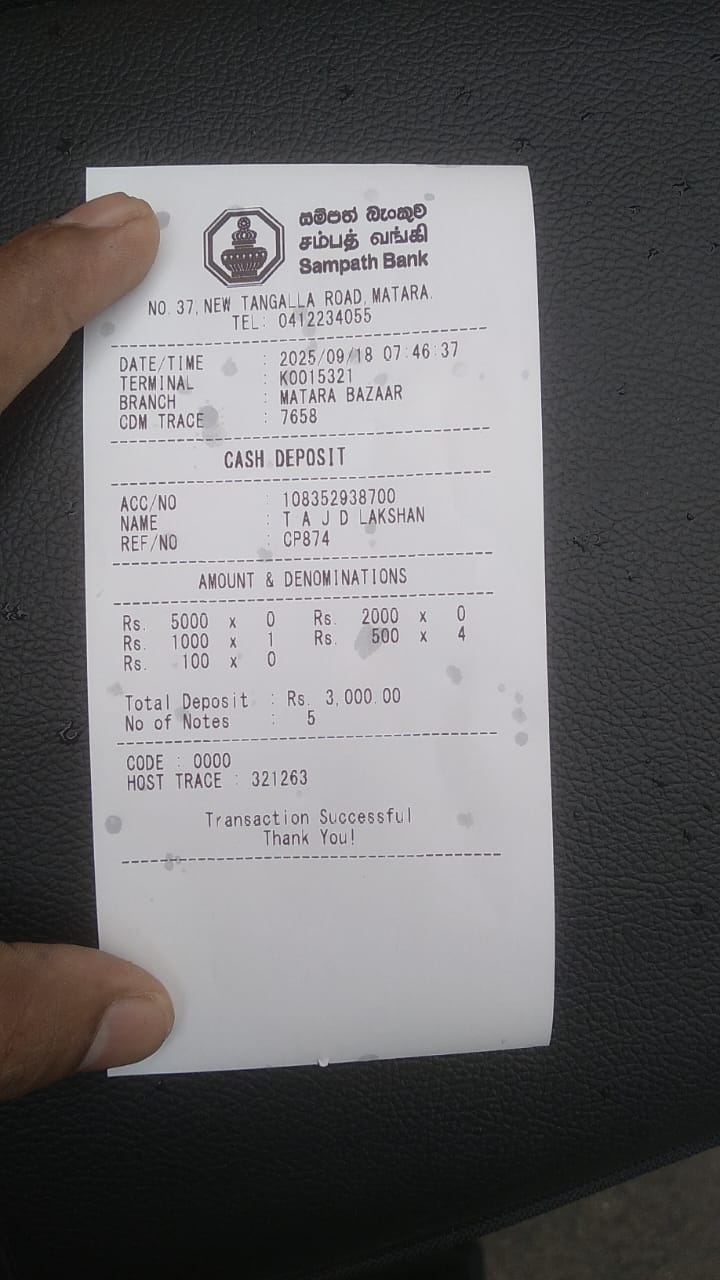 සම්පත් බැංකුව
சம்பத் வங்கி
Sampath Bank
NO.37, NEW TANGALLA ROAD, MATARA.
TEL: 0412234055
DATE/TIME : 2025/09/18 07:46:37
TERMINAL : K0015321
BRANCH : MATARA BAZAAR
CDM TRACE : 7658
CASH DEPOSIT
ACC/NO : 108352938700
NAME : T A J D LAKSHAN
REF/NO : CP874
AMOUNT & DENOMINATIONS
Rs. 5000 x 0 Rs. 2000 x 0
Rs. 1000 x 1 Rs. 500 x 4
Rs. 100 x 0
Total Deposit : Rs. 3,000.00
No of Notes : 5
CODE : 0000
HOST TRACE : 321263
Transaction Successful
Thank You!